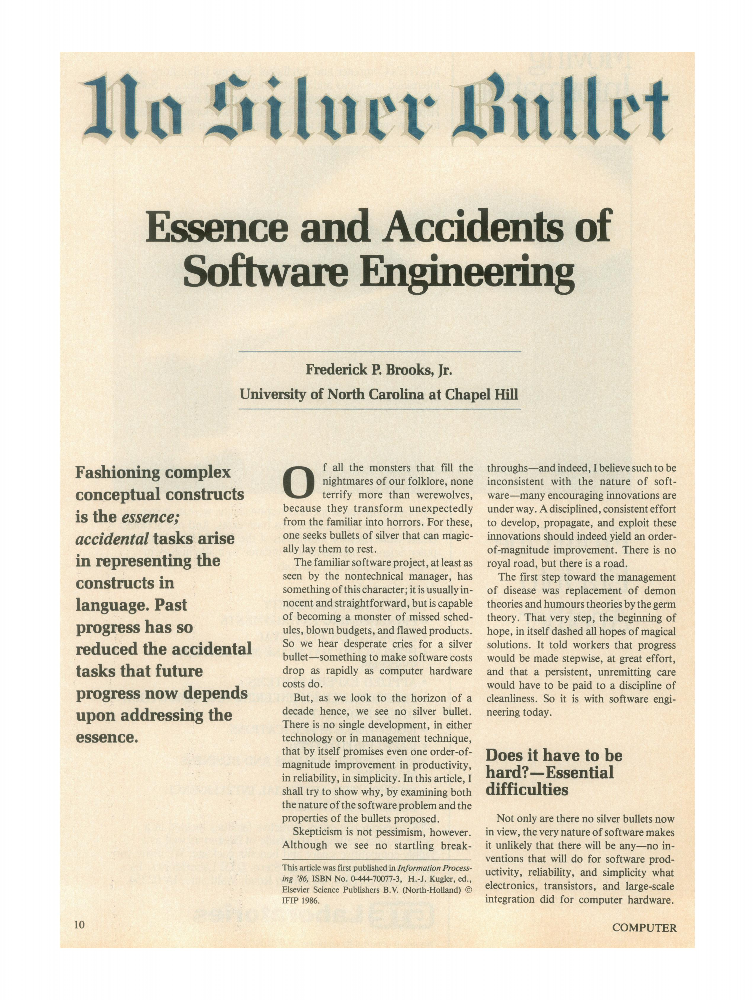 No Silver Bullet
Essence and Accidents of
Software Engineering
Frederick P. Brooks, Jr.
University of North Carolina at Chapel Hill
Fashioning complex
conceptual constructs
is the essence;
accidental tasks arise
in representing the
constructs in
language. Past
progress has so
reduced the accidental
tasks that future
progress now depends
upon addressing the
essence.
Of all the monsters that fill the
nightmares of our folklore, none
terrify more than werewolves,
because they transform unexpectedly
from the familiar into horrors. For these,
one seeks bullets of silver that can magic-
ally lay them to rest.
The familiar software project, at least as
seen by the nontechnical manager, has
something of this character; it is usually in-
nocent and straightforward, but is capable
of becoming a monster of missed sched-
ules, blown budgets, and flawed products.
So we hear desperate cries for a silver
bullet—something to make software costs
drop as rapidly as computer hardware
costs do.
But, as we look to the horizon of a
decade hence, we see no silver bullet.
There is no single development, in either
technology or in management technique,
that by itself promises even one order-of-
magnitude improvement in productivity,
in reliability, in simplicity. In this article, I
shall try to show why, by examining both
the nature of the software problem and the
properties of the bullets proposed.
Skepticism is not pessimism, however.
Although we see no startling break-
This article was first published in Information Process-
ing '86, ISBN No. 0-444-70077-3, H.-J. Kugler, ed.,
Elsevier Science Publishers B.V. (North-Holland) ©
IFIP 1986.
throughs—and indeed, I believe such to be
inconsistent with the nature of soft-
ware—many encouraging innovations are
under way. A disciplined, consistent effort
to develop, propagate, and exploit these
innovations should indeed yield an order-
of-magnitude improvement. There is no
royal road, but there is a road.
The first step toward the management
of disease was replacement of demon
theories and humours theories by the germ
theory. That very step, the beginning of
hope, in itself dashed all hopes of magical
solutions. It told workers that progress
would be made stepwise, at great effort,
and that a persistent, unremitting care
would have to be paid to a discipline of
cleanliness. So it is with software engi-
neering today.
Does it have to be
hard?—Essential
difficulties
Not only are there no silver bullets now
in view, the very nature of software makes
it unlikely that there will be any—no in-
ventions that will do for software prod-
uctivity, reliability, and simplicity what
electronics, transistors, and large-scale
integration did for computer hardware.
10
COMPUTER